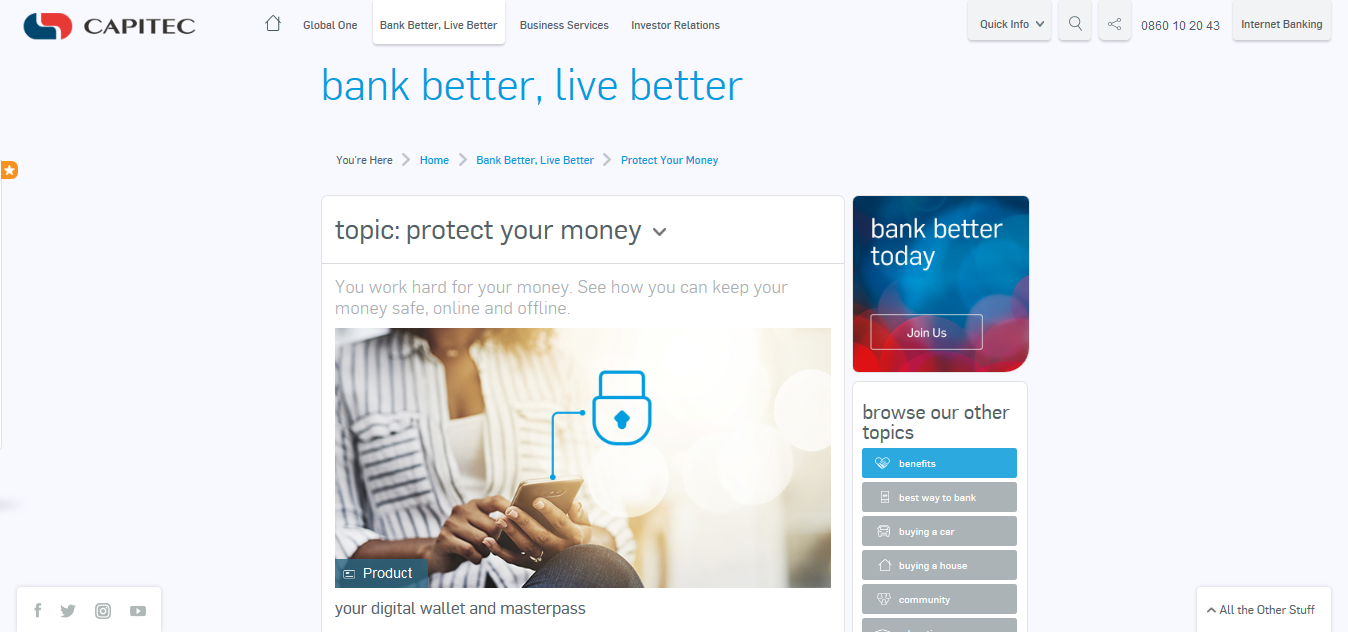 CAPITEC
Global One
Bank Better, Live Better
Business Services
Investor Relations
Quick Info
0860 10 20 43
Internet Banking
bank better, live better
You're Here
Home
Bank Better, Live Better
Protect Your Money
topic: protect your money
You work hard for your money. See how you can keep your
money safe, online and offline.
Product
your digital wallet and masterpass
bank better
today
Join Us
browse our other
topics
benefits
best way to bank
buying a car
buying a house
community
All the Other Stuff